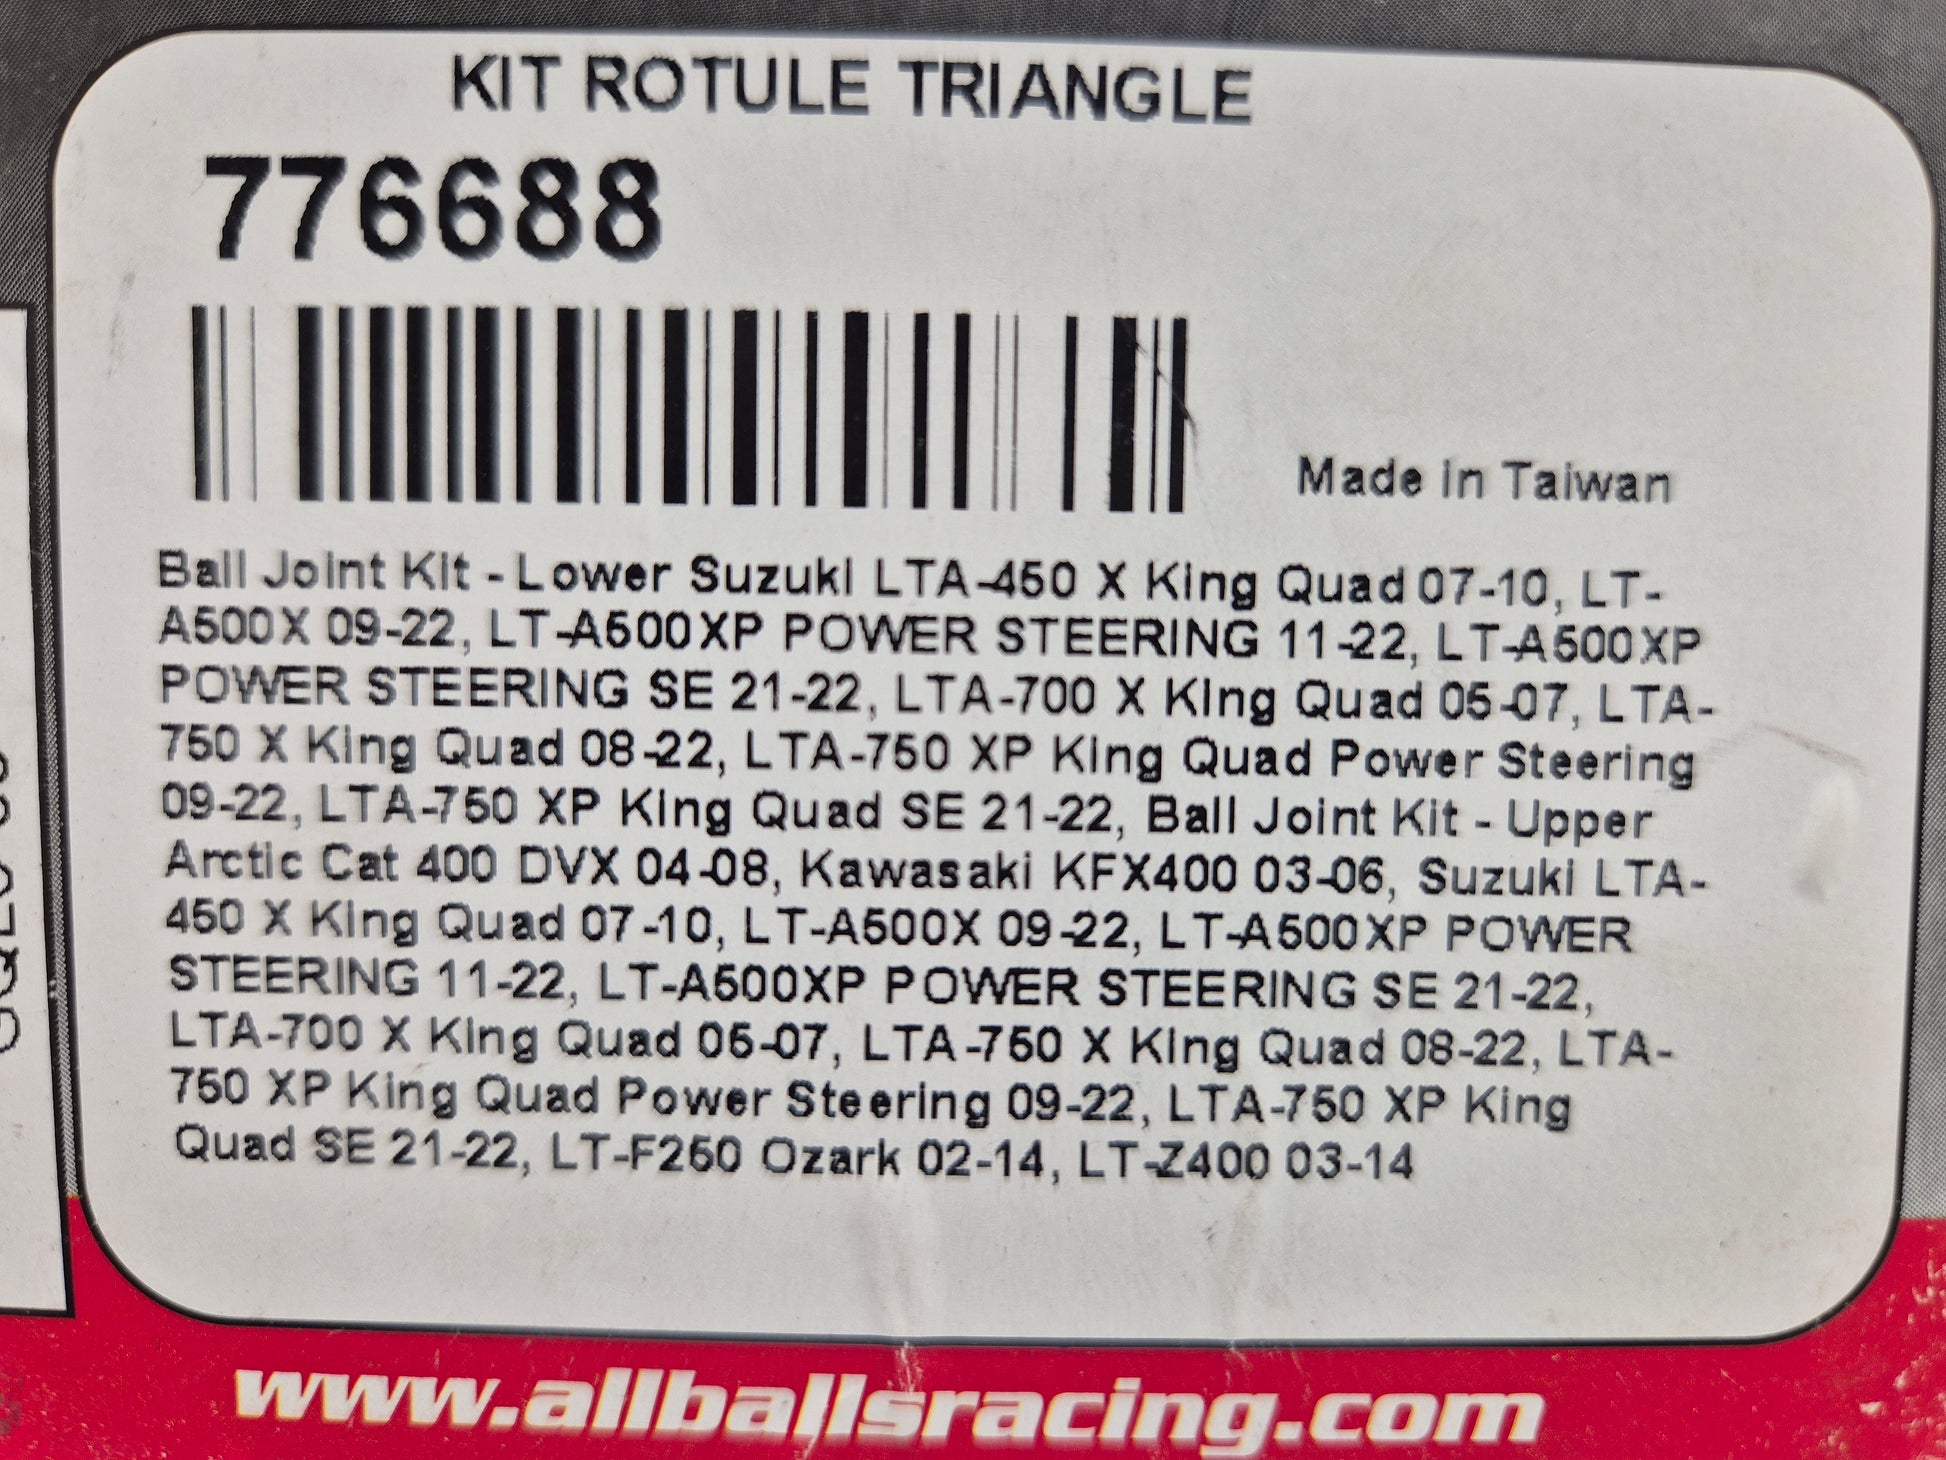 KIT ROTULE TRIANGLE
776688
Made in Taiwan
Ball Joint Kit - Lower Suzuki LTA-450 X King Quad 07-10, LT-
A500X 09-22, LT-A500XP POWER STEERING 11-22, LT-A500XP
POWER STEERING SE 21-22, LTA-700 X King Quad 05-07, LTA-
750 X King Quad 08-22, LTA-750 XP King Quad Power Steering
09-22, LTA-750 XP King Quad SE 21-22, Ball Joint Kit - Upper
Arctic Cat 400 DVX 04-08, Kawasaki KFX400 03-06, Suzuki LTA-
450 X King Quad 07-10, LT-A500X 09-22, LT-A500XP POWER
STEERING 11-22, LT-A500XP POWER STEERING SE 21-22,
LTA-700 X King Quad 05-07, LTA-750 X King Quad 08-22, LTA-
750 XP King Quad Power Steering 09-22, LTA-750 XP King
Quad SE 21-22, LT-F250 Ozark 02-14, LT-Z400 03-14
www.allballsracing.com